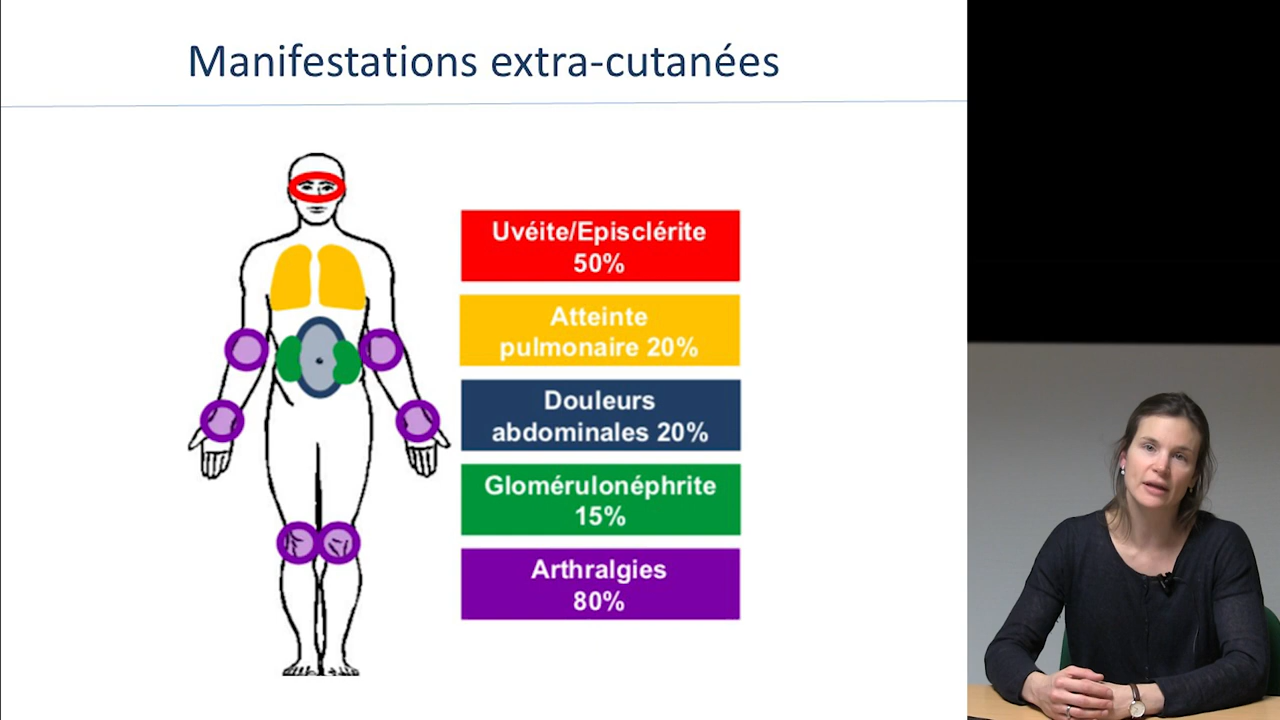 Manifestations extra-cutanées
Uvéite/Episclérite
50%
Atteinte
pulmonaire 20%
Douleurs
abdominales 20%
Glomérulonéphrite
15%
Arthralgies
80%